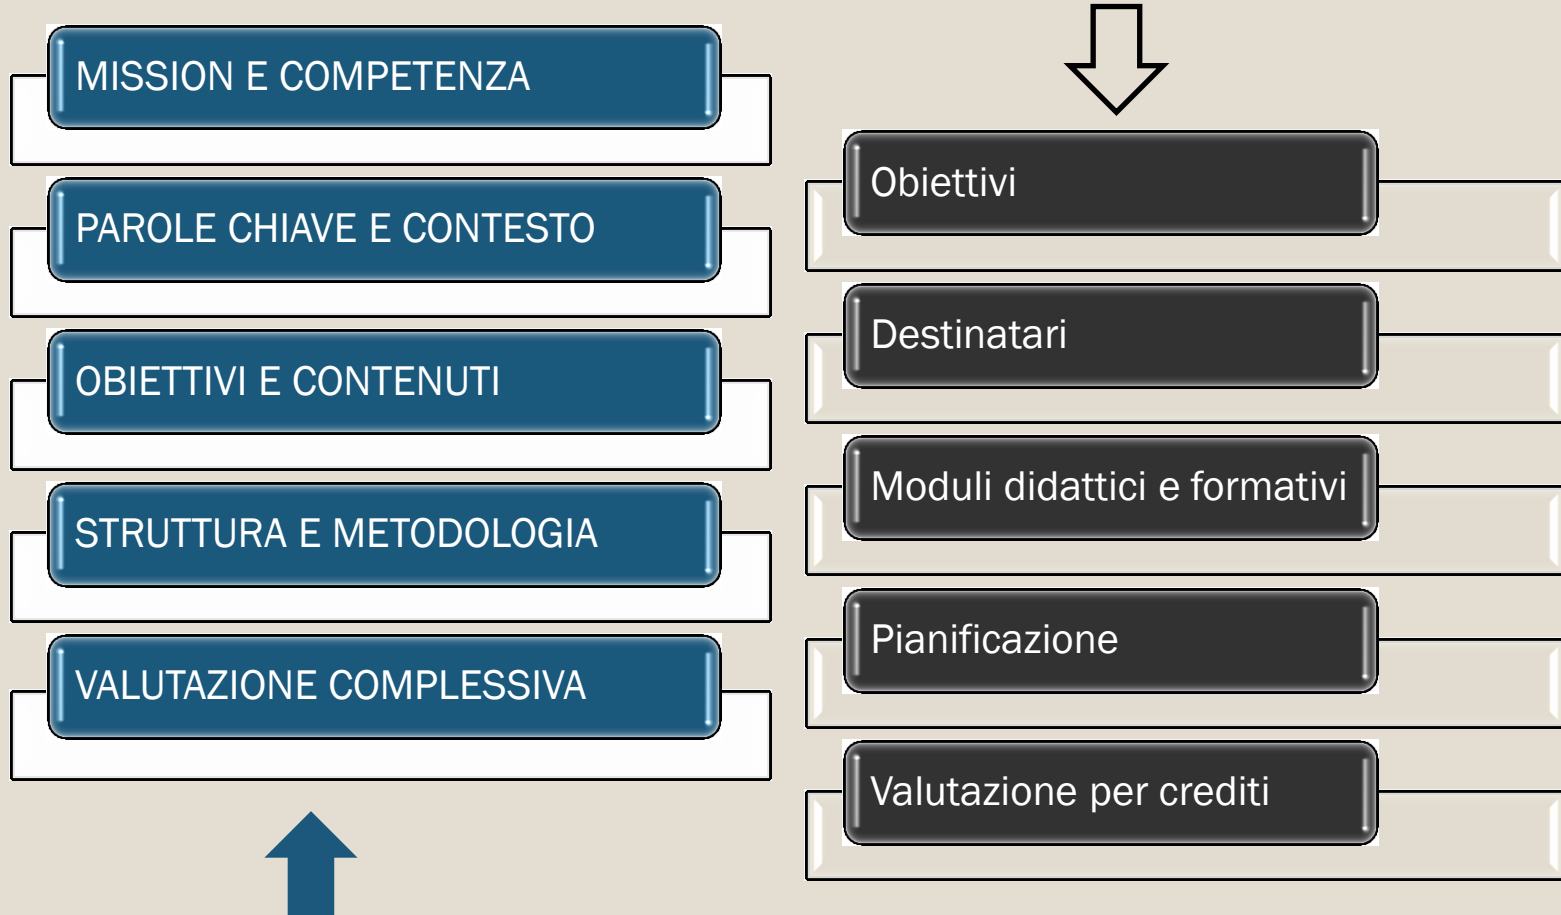 MISSION E COMPETENZA
PAROLE CHIAVE E CONTESTO
OBIETTIVI E CONTENUTI
STRUTTURA E METODOLOGIA
VALUTAZIONE COMPLESSIVA
Obiettivi
Destinatari
Moduli didattici e formativi
Pianificazione
Valutazione per crediti